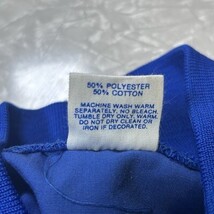 50% POLYESTER
50% COTTON
MACHINE WASH WARM
SEPARATELY, NO BLEACH,
TUMBLE DRY ONLY WARM.
DO NOT DRY CLEAN OR
IRON IF DECORATED.